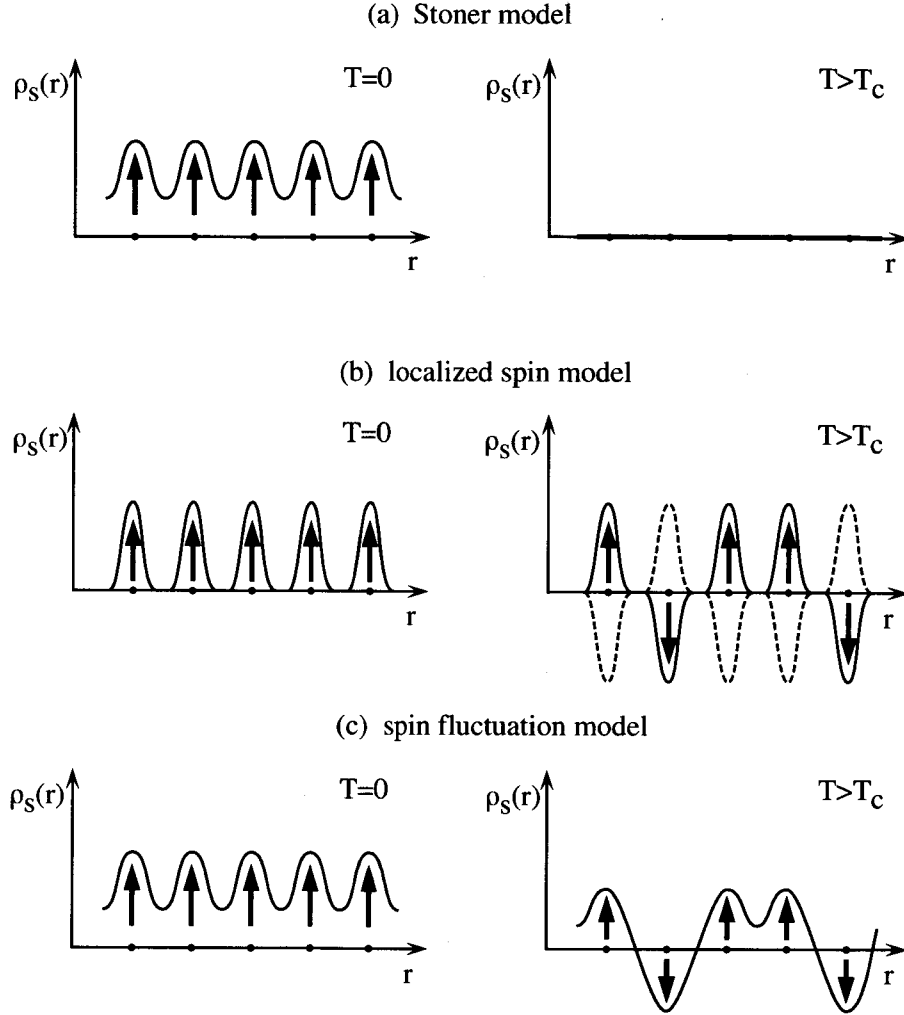 (a) Stoner model
ρs(r)
T=0
r
ρs(r)
T>Tc
r
(b) localized spin model
ρs(r)
T=0
r
ρs(r)
T>Tc
r
(c) spin fluctuation model
ρs(r)
T=0
r
ρs(r)
T>Tc
r